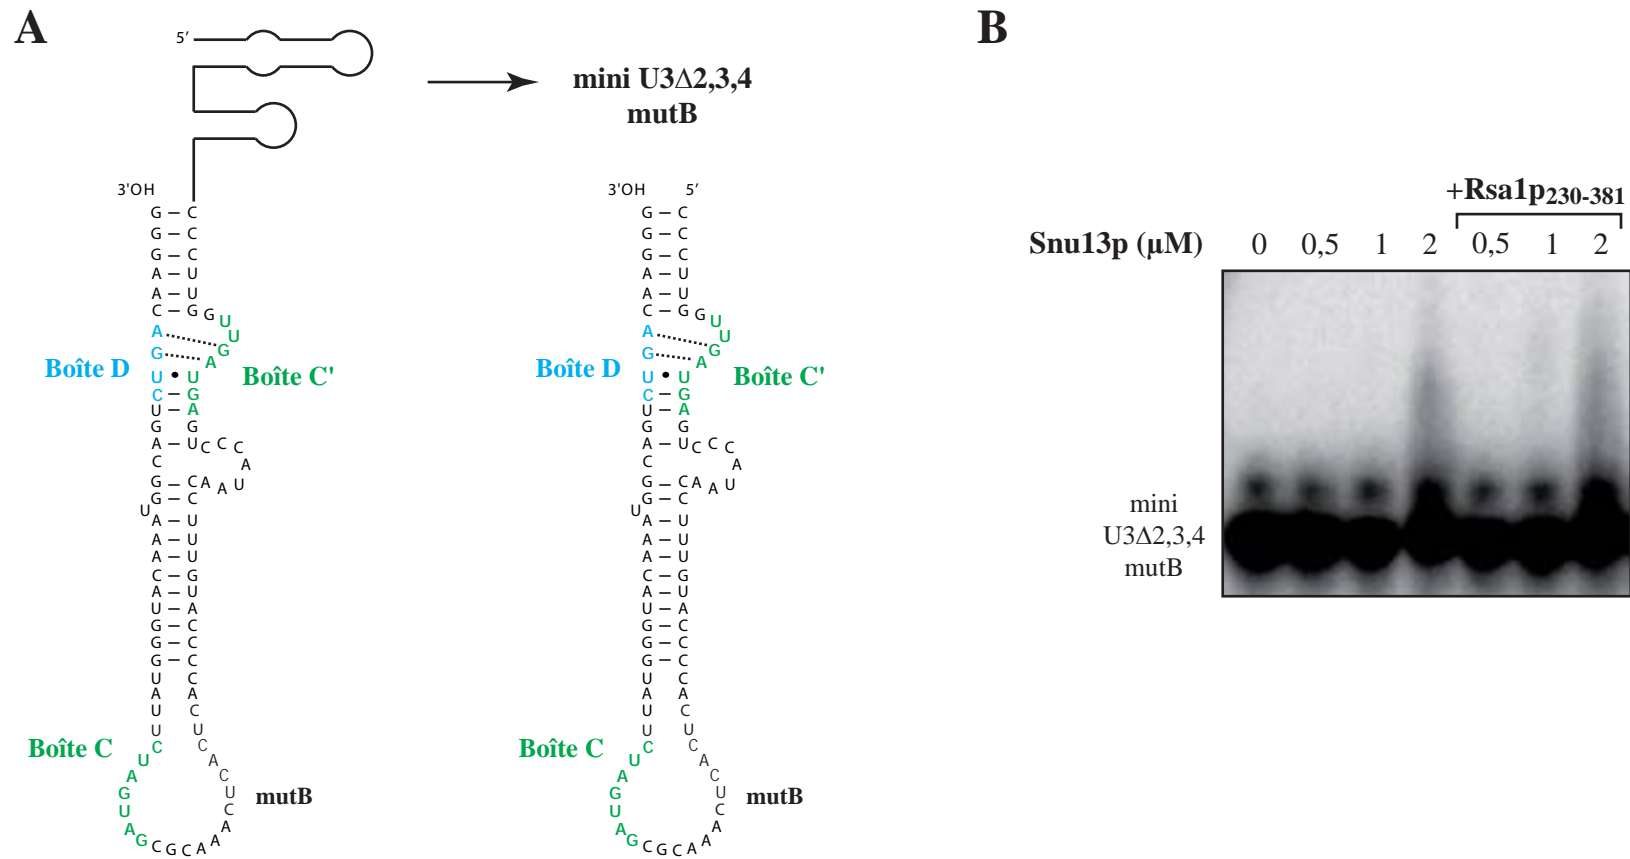 A
B
5′
mini U3Δ2,3,4
mutB
3'OH
G – C
G – C
G – C
A – U
A – U
C – G G U
A U
G A G
U • U
C – G
U – A
G G
A – U C C C
C A
G C A A U
G – C
U
A – U
A – U
A – U
C – G
A – U
U – A
G – C
G – C
G – C
U C
A A
U C
U U
C C
U A
A C
G U
U C
A A
G C G C A A A
Boîte D
Boîte C'
Boîte C
mutB
3'OH 5′
G – C
G – C
G – C
A – U
A – U
C – G G U
A U
G A G
U • U
C – G
U – A
G G
A – U C C C
C A
G C A A U
G – C
U
A – U
A – U
A – U
C – G
A – U
U – A
G – C
G – C
G – C
U C
A A
U C
U U
C C
U A
A C
G U
U C
A A
G C G C A A A
Boîte D
Boîte C'
Boîte C
mutB
+Rsa1p230-381
Snu13p (µM) 0 0,5 1 2 0,5 1 2
mini
U3Δ2,3,4
mutB